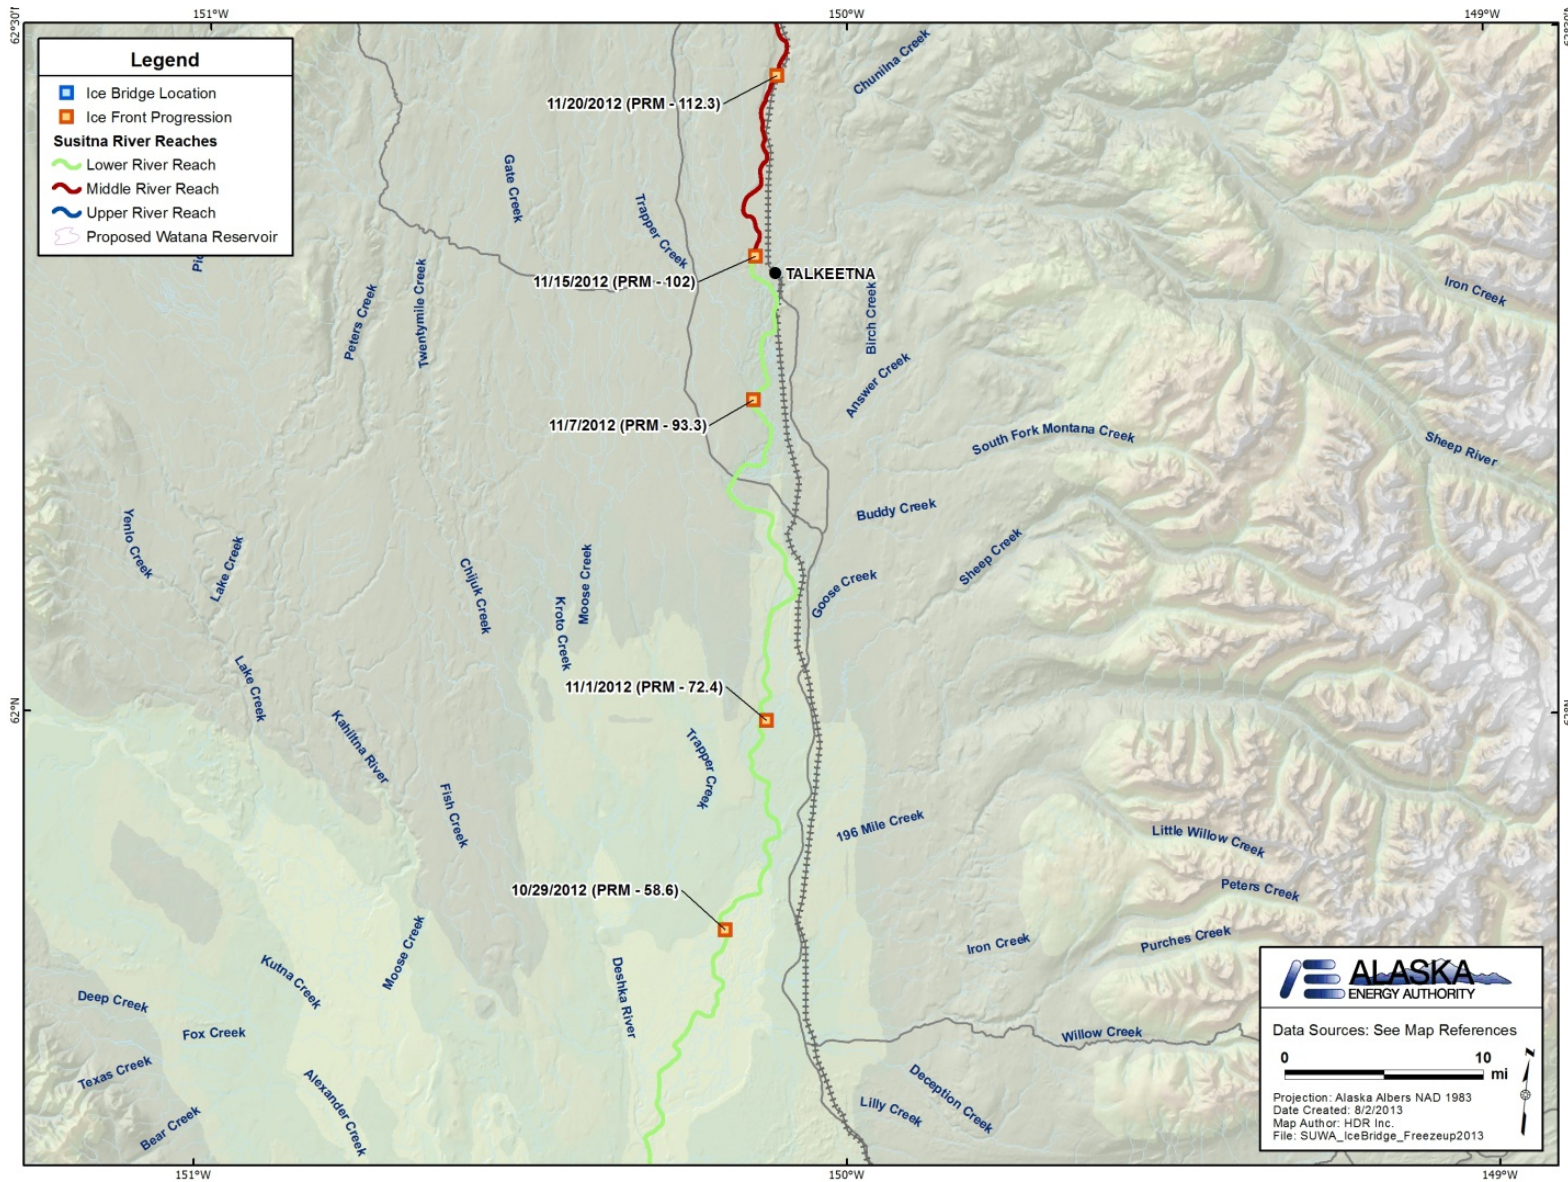 151°W
150°W
149°W
62°30'
Legend
Ice Bridge Location
Ice Front Progression
Susitna River Reaches
Lower River Reach
Middle River Reach
Upper River Reach
Proposed Watana Reservoir
Chunilna Creek
11/20/2012 (PRM - 112.3)
Gate Creek
Trapper Creek
11/15/2012 (PRM - 102)
TALKEETNA
Peters Creek
Twentymile Creek
Birch Creek
Iron Creek
Answer Creek
11/7/2012 (PRM - 93.3)
South Fork Montana Creek
Sheep River
Buddy Creek
Yenlo Creek
Lake Creek
Chijuk Creek
Moose Creek
Kroto Creek
Goose Creek
Sheep Creek
Lake Creek
11/1/2012 (PRM - 72.4)
62°N
62°N
Kahiltna River
Trapper Creek
Fish Creek
196 Mile Creek
Little Willow Creek
10/29/2012 (PRM - 58.6)
Peters Creek
Moose Creek
Iron Creek
Purches Creek
Kutna Creek
Deshka River
Deep Creek
Fox Creek
Willow Creek
Texas Creek
Alexander Creek
Bear Creek
Deception Creek
Lilly Creek
ALASKA
ENERGY AUTHORITY
Data Sources: See Map References
0 10
mi
N
Projection: Alaska Albers NAD 1983
Date Created: 8/2/2013
Map Author: HDR Inc.
File: SUWA_IceBridge_Freezeup2013
151°W
150°W
149°W